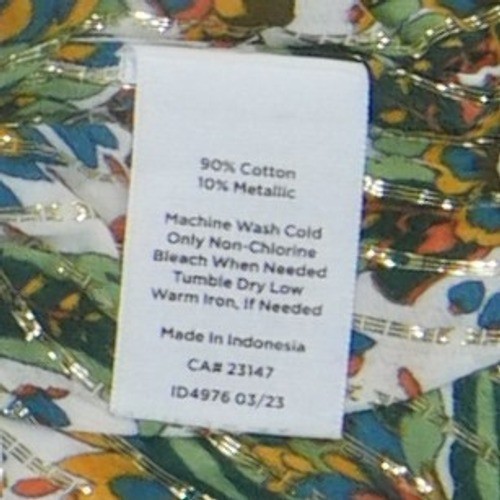 90% Cotton
10% Metallic
Machine Wash Cold
Only Non-Chlorine
Bleach When Needed
Tumble Dry Low
Warm Iron, If Needed
Made In Indonesia
CA# 23147
ID4976 03/23